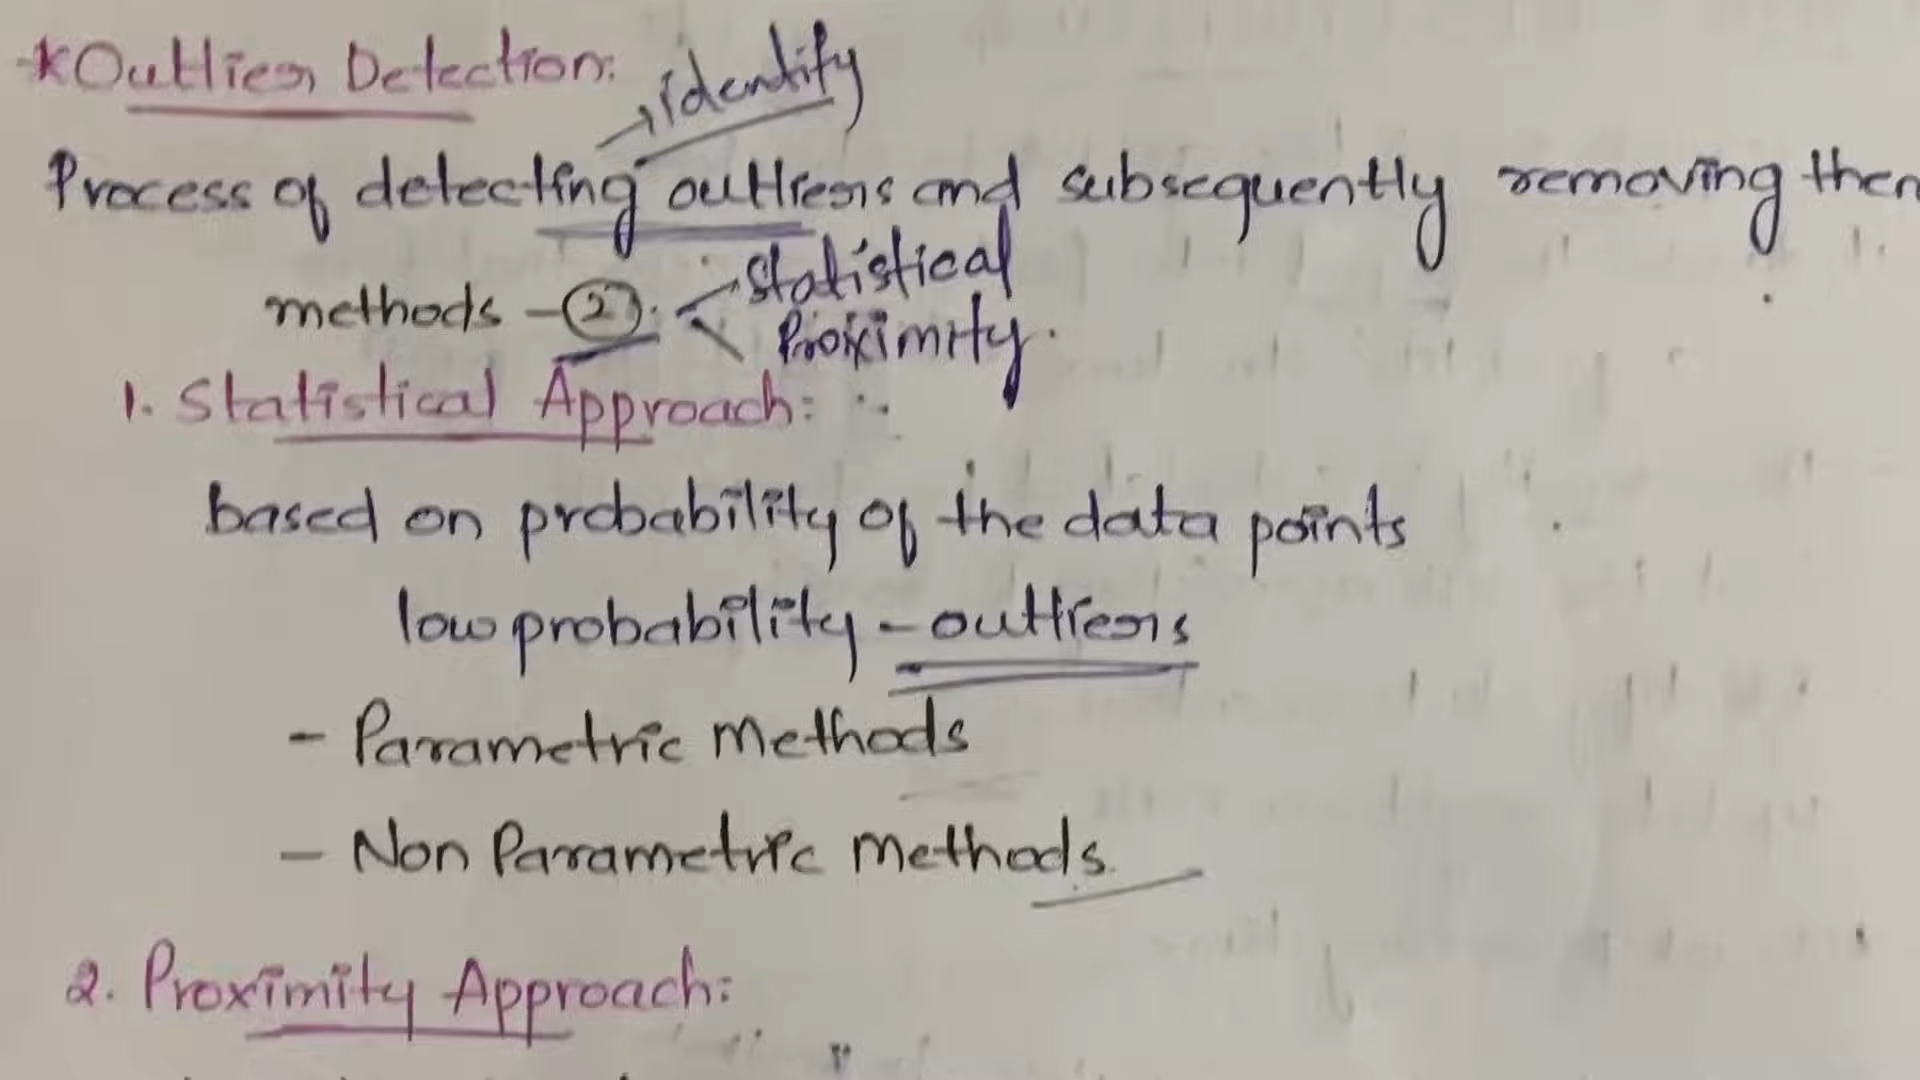 *Outlier Detection:
→identify
Process of detecting outliers and subsequently removing them
methods - (2). < Statistical
Proximity.
1. Statistical Approach:
based on probability of the data points
low probability - outliers
- Parametric Methods
- Non Parametric Methods.
2. Proximity Approach: